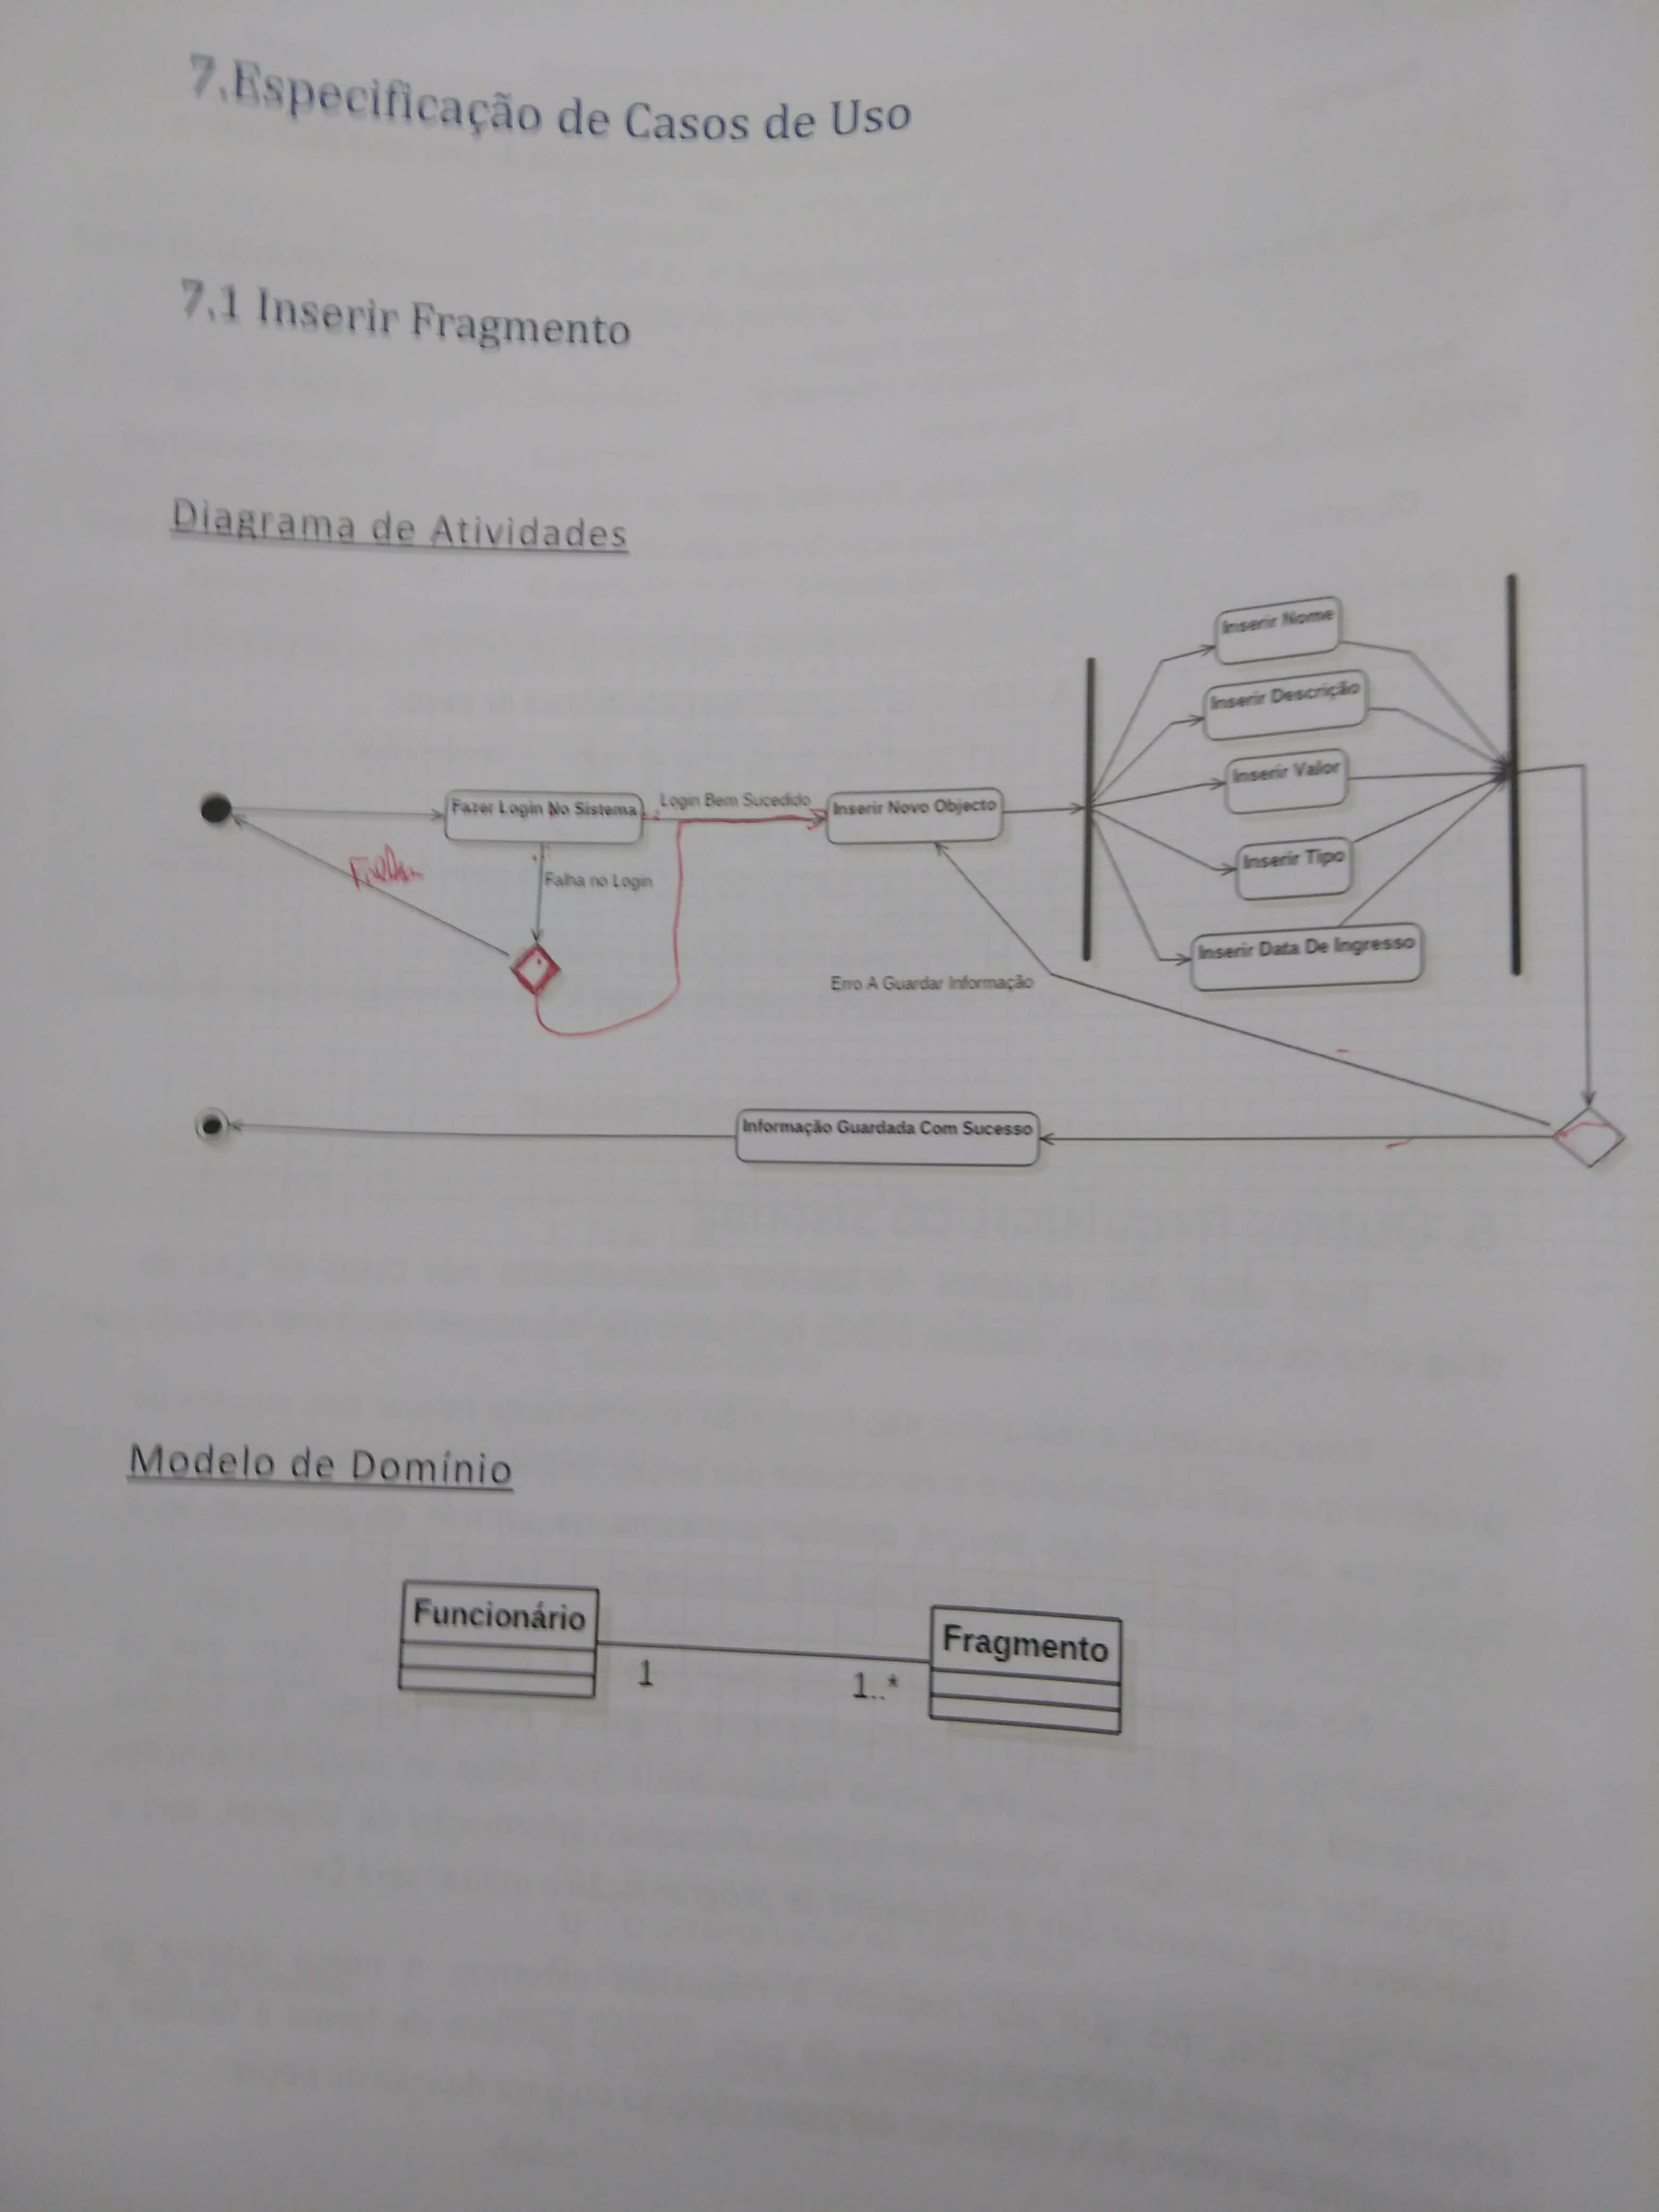 7.Especificação de Casos de Uso
7.1 Inserir Fragmento
Diagrama de Atividades
Inserir Nome
Inserir Descrição
Inserir Valor
Fazer Login No Sistema
Login Bem Sucedido
Inserir Novo Objecto
Inserir Tipo
Falha no Login
Inserir Data De Ingresso
Erro A Guardar Informação
Informação Guardada Com Sucesso
Modelo de Domínio
Funcionário
Fragmento
1
1..*